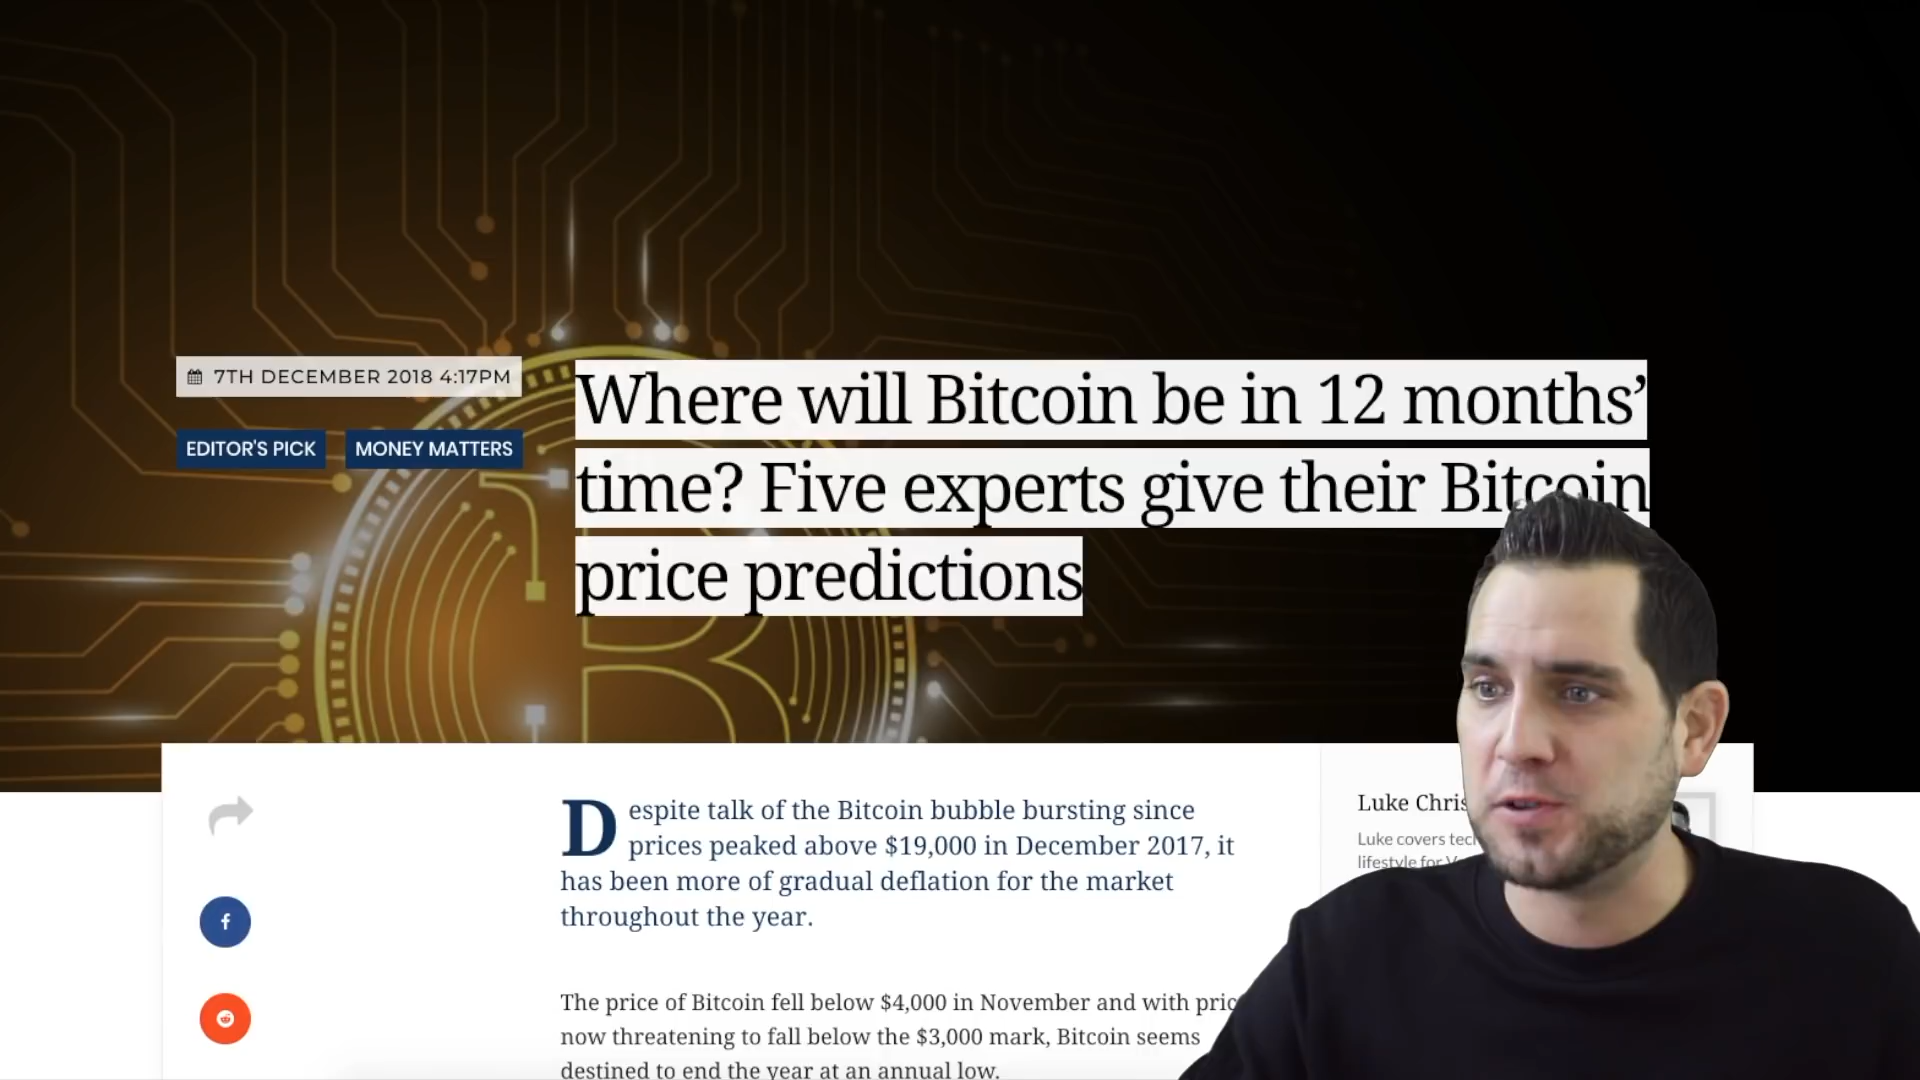 7TH DECEMBER 2018 4:17PM
EDITOR'S PICK
MONEY MATTERS
Where will Bitcoin be in 12 months’
time? Five experts give their Bitcoin
price predictions
Despite talk of the Bitcoin bubble bursting since
prices peaked above $19,000 in December 2017, it
has been more of gradual deflation for the market
throughout the year.
The price of Bitcoin fell below $4,000 in November and with
now threatening to fall below the $3,000 mark, Bitcoin seems
destined to end the year at an annual low.
Luke
Luke covers
lifestyle for